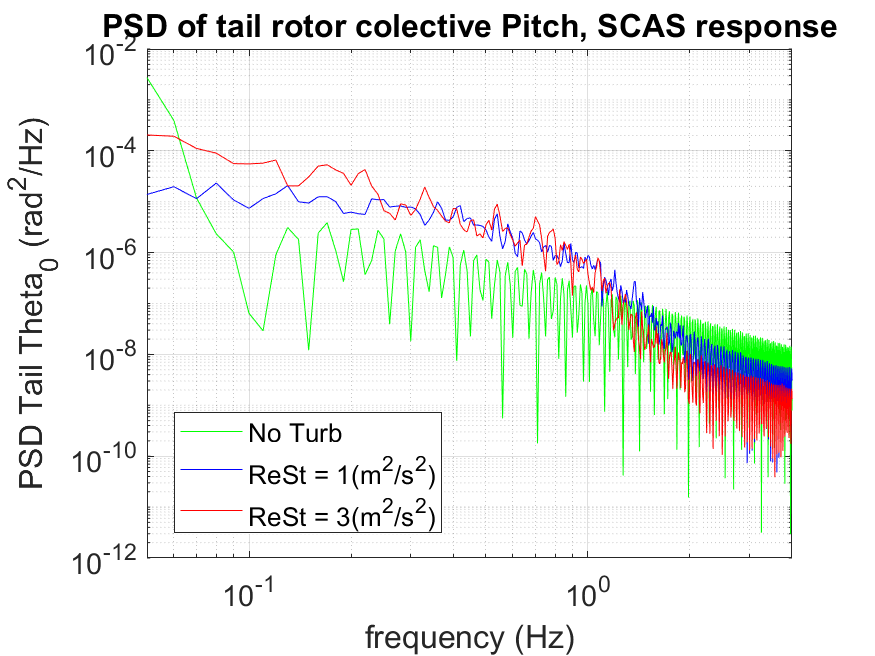 PSD of tail rotor colective Pitch, SCAS response
PSD Tail Theta_0 (rad^2/Hz)
10^-2
10^-4
10^-6
10^-8
10^-10
10^-12
No Turb
ReSt = 1(m^2/s^2)
ReSt = 3(m^2/s^2)
10^-1
10^0
frequency (Hz)